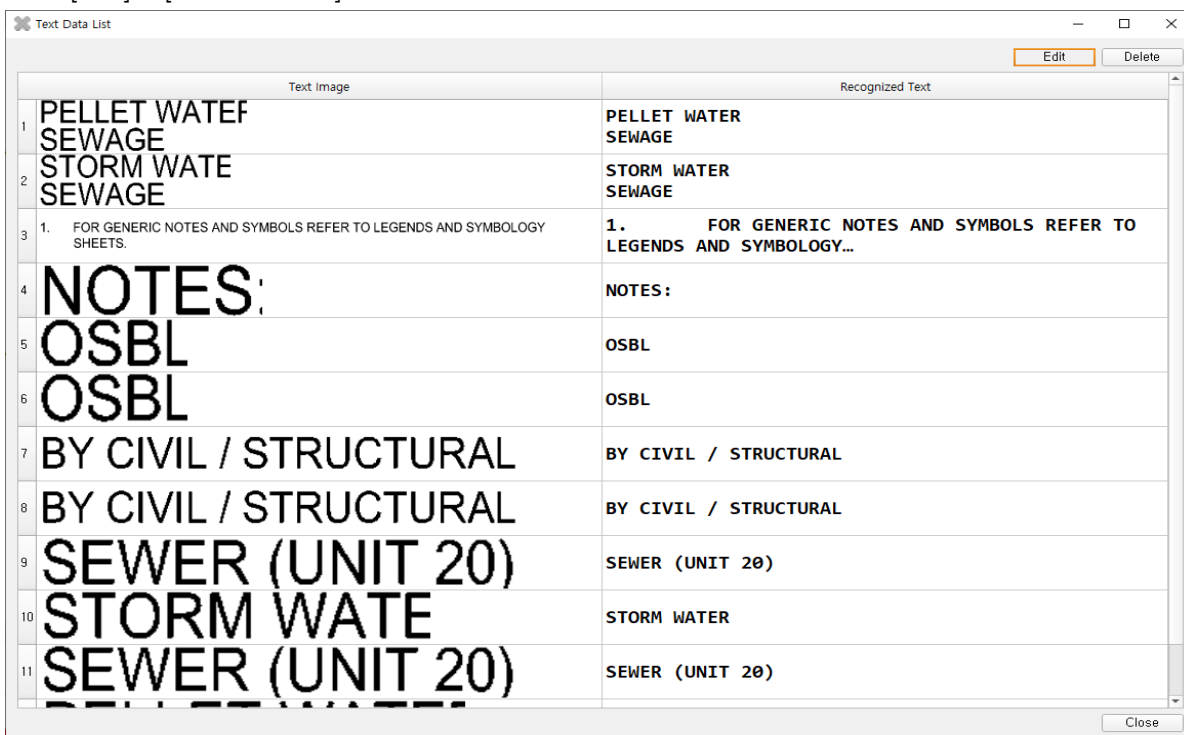 Text Data List
Edit Delete
Text Image Recognized Text
1 PELLET WATER
SEWAGE
PELLET WATER
SEWAGE
2 STORM WATE
SEWAGE
STORM WATER
SEWAGE
3 1. FOR GENERIC NOTES AND SYMBOLS REFER TO LEGENDS AND SYMBOLOGY
SHEETS.
1. FOR GENERIC NOTES AND SYMBOLS REFER TO
LEGENDS AND SYMBOLOGY…
4 NOTES: NOTES:
5 OSBL OSBL
6 OSBL OSBL
7 BY CIVIL / STRUCTURAL BY CIVIL / STRUCTURAL
8 BY CIVIL / STRUCTURAL BY CIVIL / STRUCTURAL
9 SEWER (UNIT 20) SEWER (UNIT 20)
10 STORM WATE STORM WATER
11 SEWER (UNIT 20) SEWER (UNIT 20)
Close